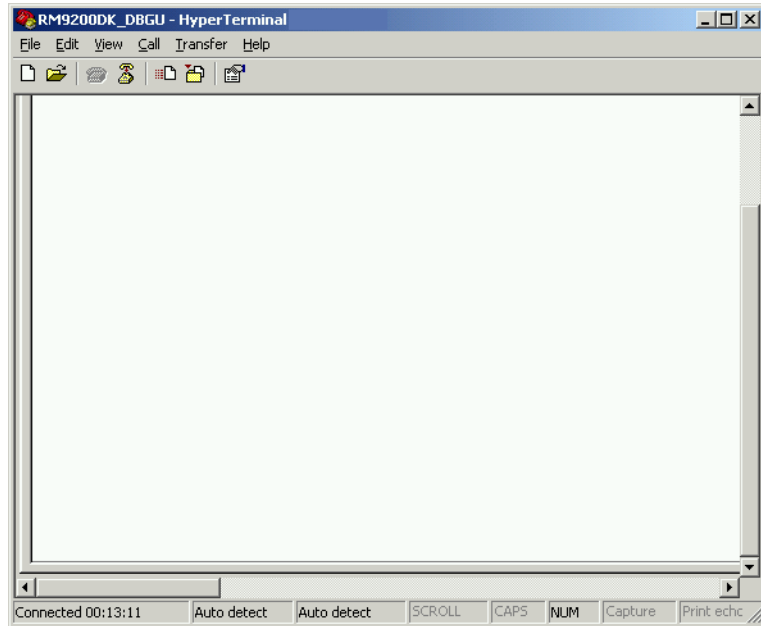 RM9200DK_DBGU - HyperTerminal
File Edit View Call Transfer Help
Connected 00:13:11 Auto detect Auto detect SCROLL CAPS NUM Capture Print echo